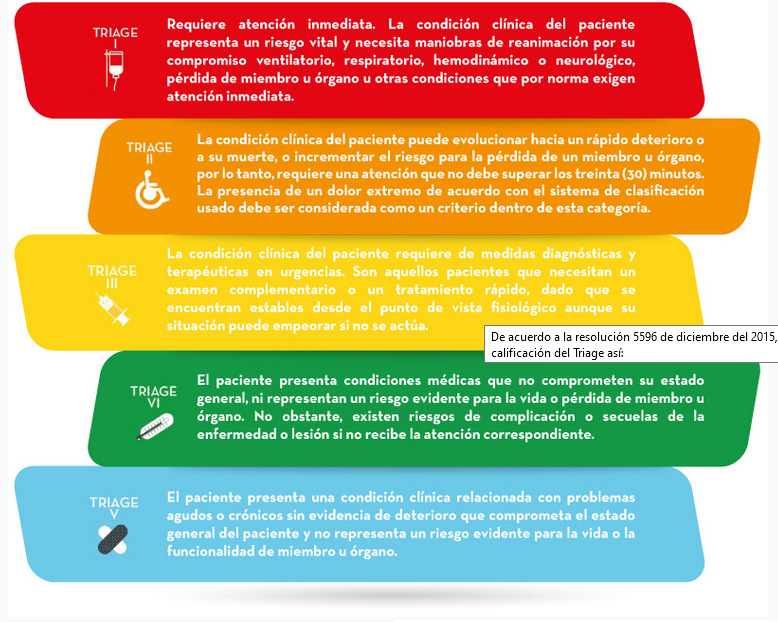 TRIAGE
I
Requiere atención inmediata. La condición clínica del paciente
representa un riesgo vital y necesita maniobras de reanimación por su
compromiso ventilatorio, respiratorio, hemodinámico o neurológico,
pérdida de miembro u órgano u otras condiciones que por norma exigen
atención inmediata.
TRIAGE
II
La condición clínica del paciente puede evolucionar hacia un rápido deterioro o
a su muerte, o incrementar el riesgo para la pérdida de un miembro u órgano,
por lo tanto, requiere una atención que no debe superar los treinta (30) minutos.
La presencia de un dolor extremo de acuerdo con el sistema de clasificación
usado debe ser considerada como un criterio dentro de esta categoría.
TRIAGE
III
La condición clínica del paciente requiere de medidas diagnósticas y
terapéuticas en urgencias. Son aquellos pacientes que necesitan un
examen complementario o un tratamiento rápido, dado que se
encuentran estables desde el punto de vista fisiológico aunque su
situación puede empeorar si no se actúa.
De acuerdo a la resolución 5596 de diciembre del 2015,
calificación del Triage así:
TRIAGE
VI
El paciente presenta condiciones médicas que no comprometen su estado
general, ni representan un riesgo evidente para la vida o pérdida de miembro u
órgano. No obstante, existen riesgos de complicación o secuelas de la
enfermedad o lesión si no recibe la atención correspondiente.
TRIAGE
V
El paciente presenta una condición clínica relacionada con problemas
agudos o crónicos sin evidencia de deterioro que comprometa el estado
general del paciente y no representa un riesgo evidente para la vida o la
funcionalidad de miembro u órgano.